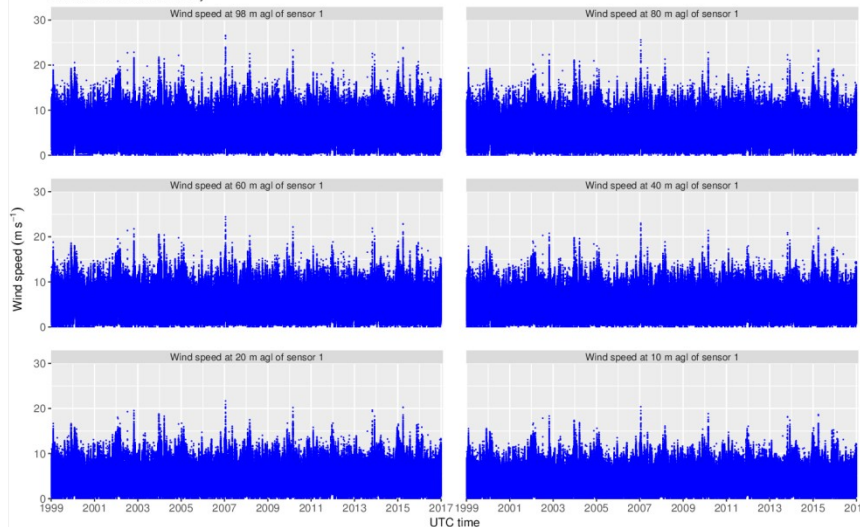 Wind speed at 98 m agl of sensor 1 Wind speed at 80 m agl of sensor 1
30
20
10
0
Wind speed at 60 m agl of sensor 1 Wind speed at 40 m agl of sensor 1
30
20
10
0
Wind speed at 20 m agl of sensor 1 Wind speed at 10 m agl of sensor 1
30
20
10
0
1999 2001 2003 2005 2007 2009 2011 2013 2015 2017 1999 2001 2003 2005 2007 2009 2011 2013 2015 201
UTC time
Wind speed (m s⁻¹)